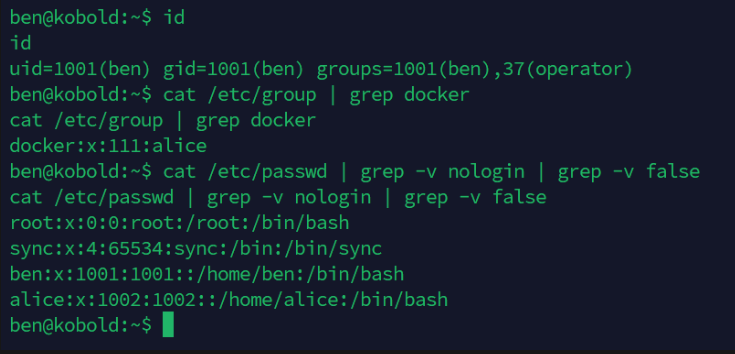 ben@kobold:~$ id
id
uid=1001(ben) gid=1001(ben) groups=1001(ben),37(operator)
ben@kobold:~$ cat /etc/group | grep docker
cat /etc/group | grep docker
docker:x:111:alice
ben@kobold:~$ cat /etc/passwd | grep -v nologin | grep -v false
cat /etc/passwd | grep -v nologin | grep -v false
root:x:0:0:root:/root:/bin/bash
sync:x:4:65534:sync:/bin:/bin/sync
ben:x:1001:1001::/home/ben:/bin/bash
alice:x:1002:1002::/home/alice:/bin/bash
ben@kobold:~$